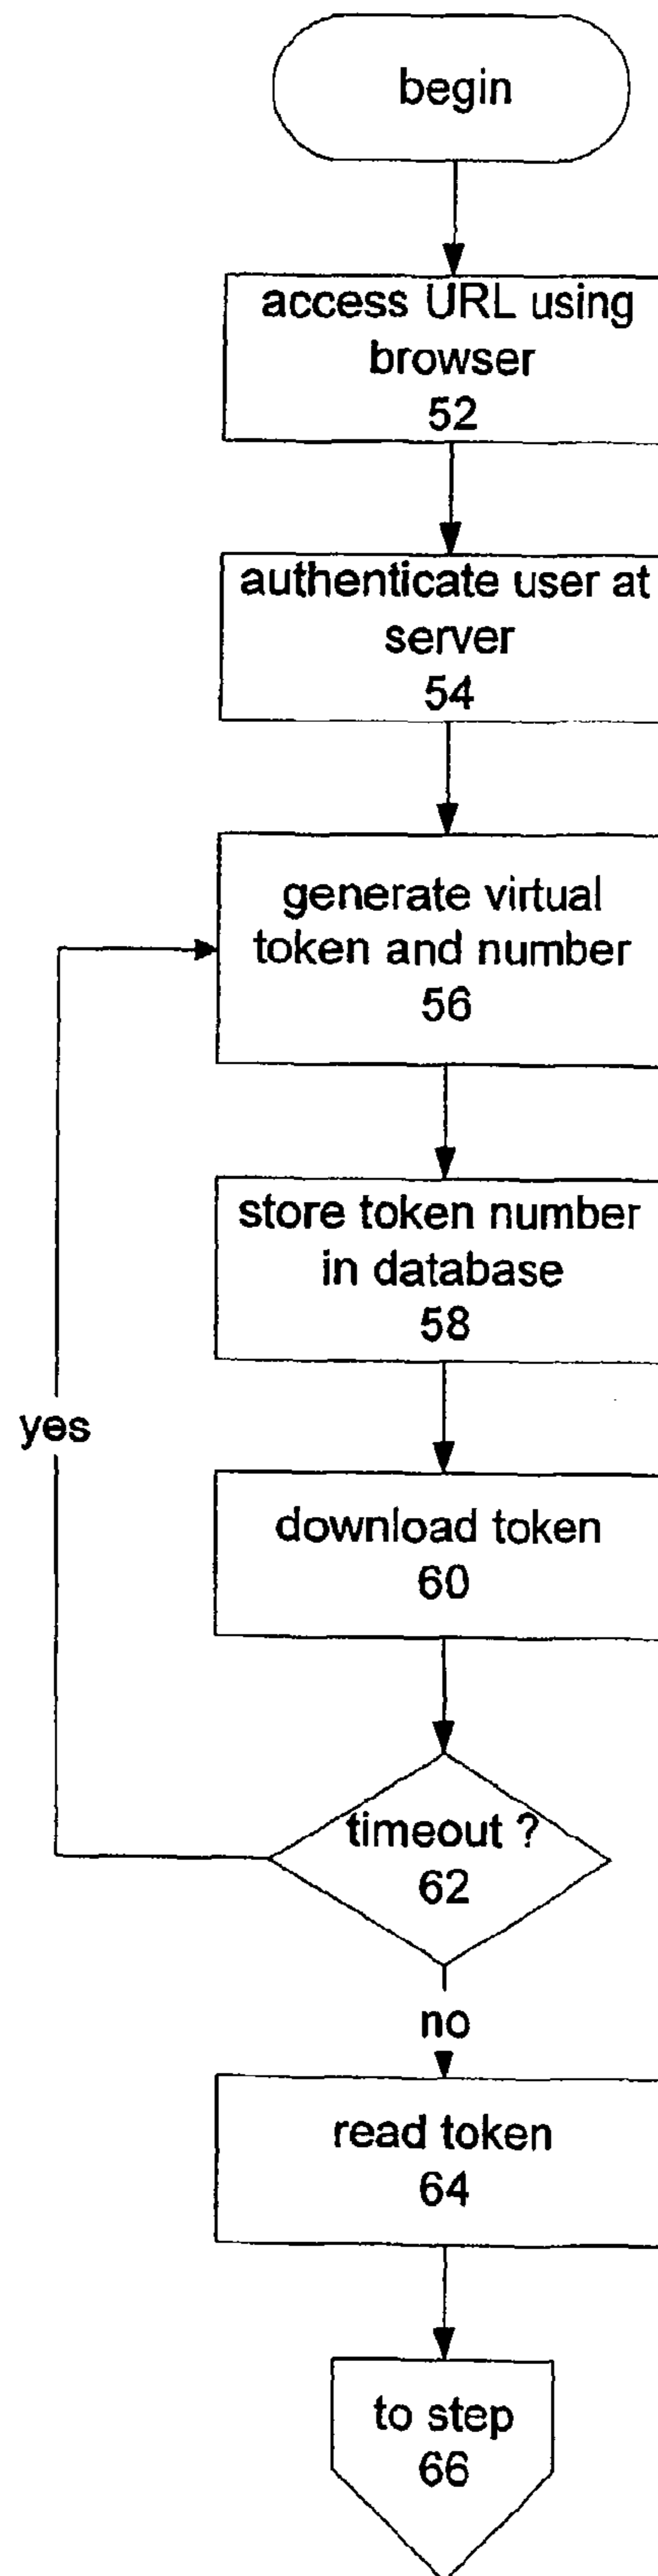 begin
access URL using
browser
52
authenticate user at
server
54
generate virtual
token and number
56
store token number
in database
58
yes
download token
60
timeout ?
62
no
read token
64
to step
66